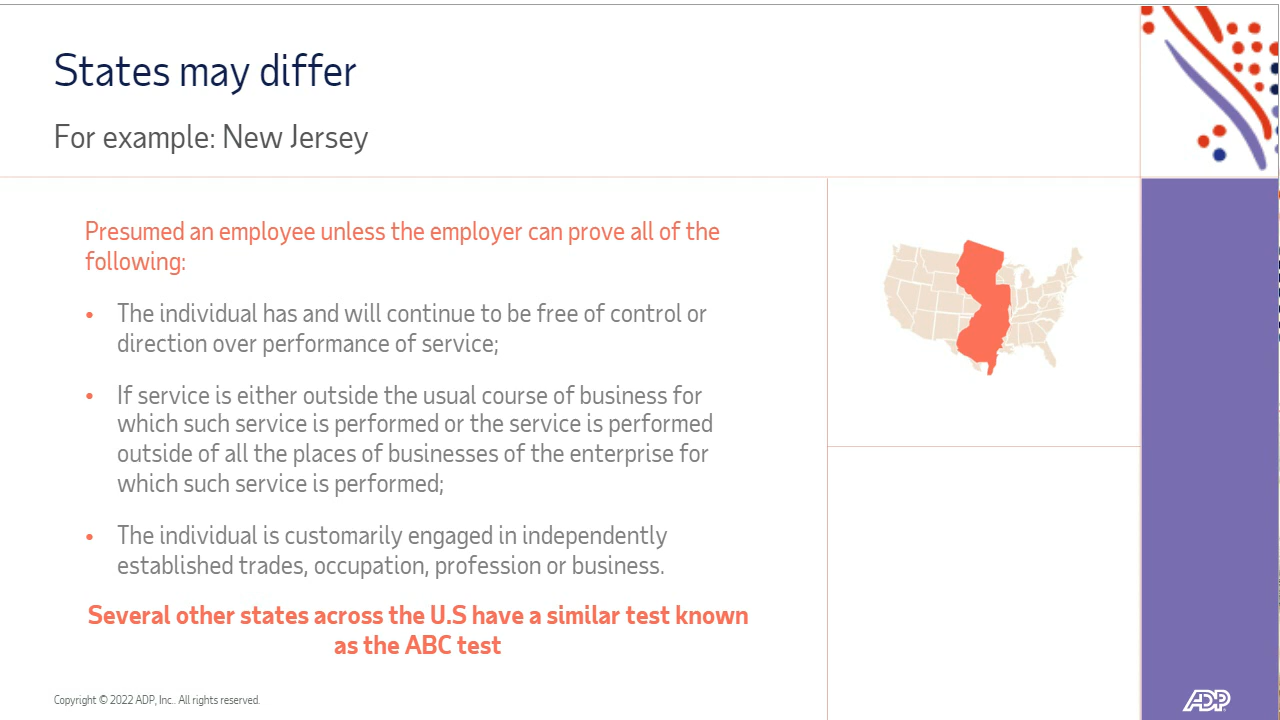 States may differ
For example: New Jersey
Presumed an employee unless the employer can prove all of the
following:
• The individual has and will continue to be free of control or
direction over performance of service;
• If service is either outside the usual course of business for
which such service is performed or the service is performed
outside of all the places of businesses of the enterprise for
which such service is performed;
• The individual is customarily engaged in independently
established trades, occupation, profession or business.
Several other states across the U.S have a similar test known
as the ABC test
Copyright © 2022 ADP, Inc.. All rights reserved.
ADP